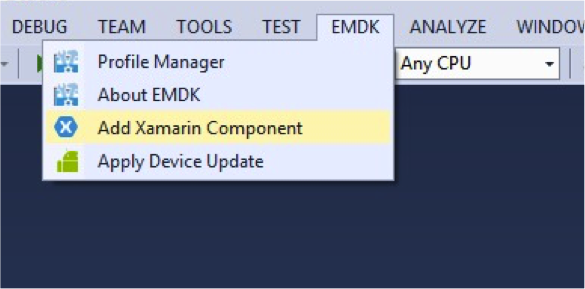 DEBUG TEAM TOOLS TEST EMDK ANALYZE WINDOW
Profile Manager Any CPU
About EMDK
Add Xamarin Component
Apply Device Update